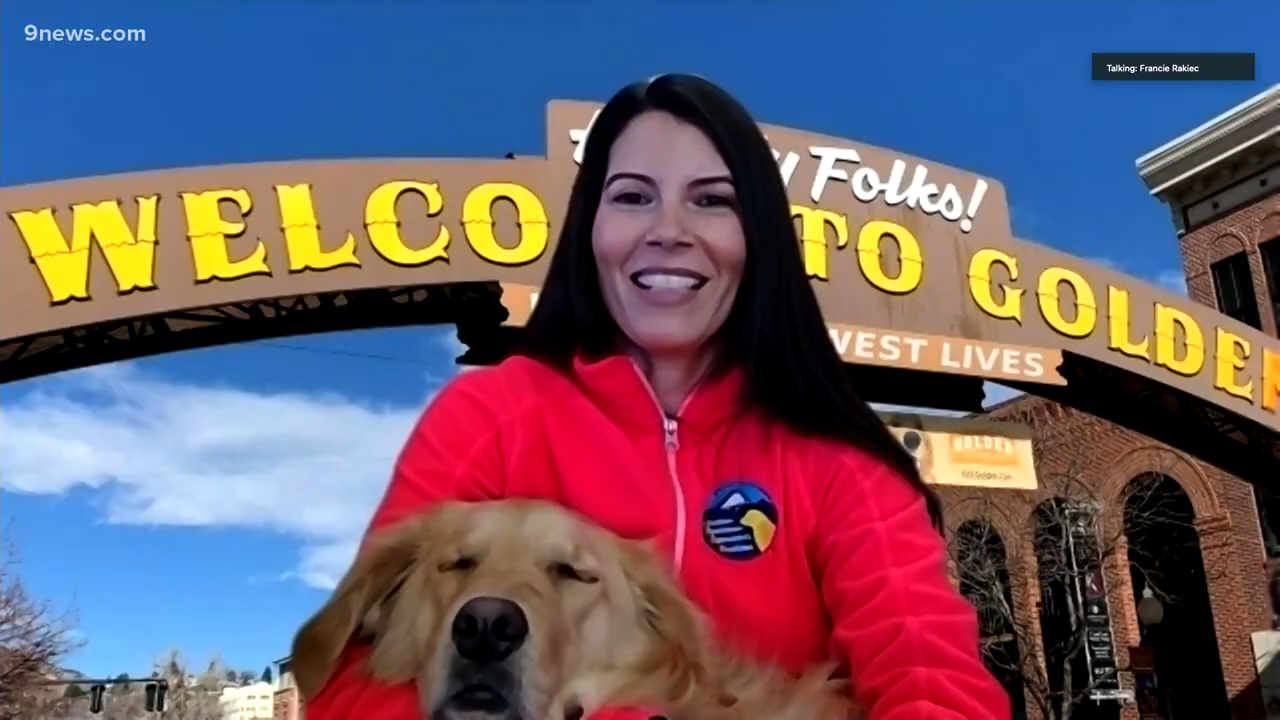 9news.com
Talking: Francie Rakiec
y Folks!
WELCO TO GOLDE
WEST LIVES
GOLDEN